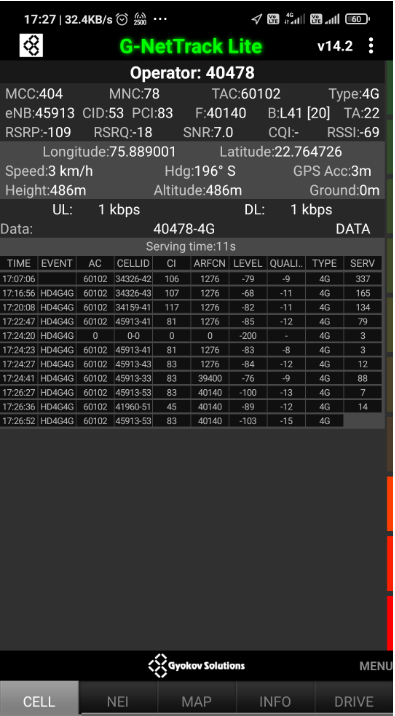 17:27 | 32.4KB/s ... 4G 60
G-NetTrack Lite v14.2
Operator: 40478
MCC:404 MNC:78 TAC:60102 Type:4G
eNB:45913 CID:53 PCI:83 F:40140 B:L41 [20] TA:22
RSRP:-109 RSRQ:-18 SNR:7.0 CQI:- RSSI:-69
Longitude:75.889001 Latitude:22.764726
Speed:3 km/h Hdg:196° S GPS Acc:3m
Height:486m Altitude:486m Ground:0m
UL: 1 kbps DL: 1 kbps
Data: 40478-4G DATA
Serving time:11s
TIME EVENT AC CELLID CI ARFCN LEVEL QUALI.. TYPE SERV
17:07:06 60102 34326-42 106 1276 -79 -9 4G 337
17:16:56 HD4G4G 60102 34326-43 107 1276 -68 -11 4G 165
17:20:08 HD4G4G 60102 34159-41 117 1276 -82 -11 4G 134
17:22:47 HD4G4G 60102 45913-41 81 1276 -85 -12 4G 79
17:24:20 HD4G4G 0 0-0 0 0 -200 - 4G 3
17:24:23 HD4G4G 60102 45913-41 81 1276 -83 -8 4G 3
17:24:27 HD4G4G 60102 45913-43 83 1276 -84 -12 4G 12
17:24:41 HD4G4G 60102 45913-33 83 39400 -76 -9 4G 88
17:26:27 HD4G4G 60102 45913-53 83 40140 -100 -13 4G 7
17:26:36 HD4G4G 60102 41960-51 45 40140 -89 -12 4G 14
17:26:52 HD4G4G 60102 45913-53 83 40140 -103 -15 4G
Gyokov Solutions MENU
CELL NEI MAP INFO DRIVE